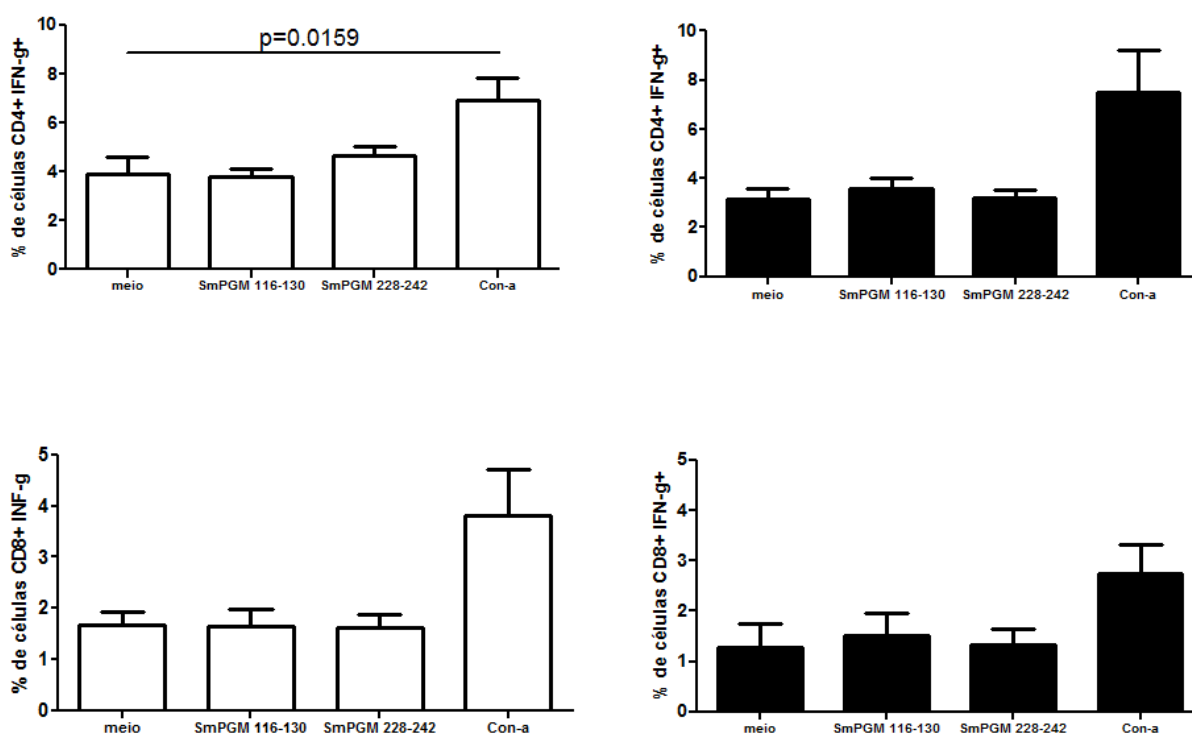 % de células CD4+ IFN-g+
10
8
6
4
2
0
p=0.0159
meio SmPGM 116-130 SmPGM 228-242 Con-a
% de células CD4+ IFN-g+
10
8
6
4
2
0
meio SmPGM 116-130 SmPGM 228-242 Con-a
% de células CD8+ INF-g
5
4
3
2
1
0
meio SmPGM 116-130 SmPGM 228-242 Con-a
% de células CD8+ IFN-g+
5
4
3
2
1
0
meio SmPGM 116-130 SmPGM 228-242 Con-a